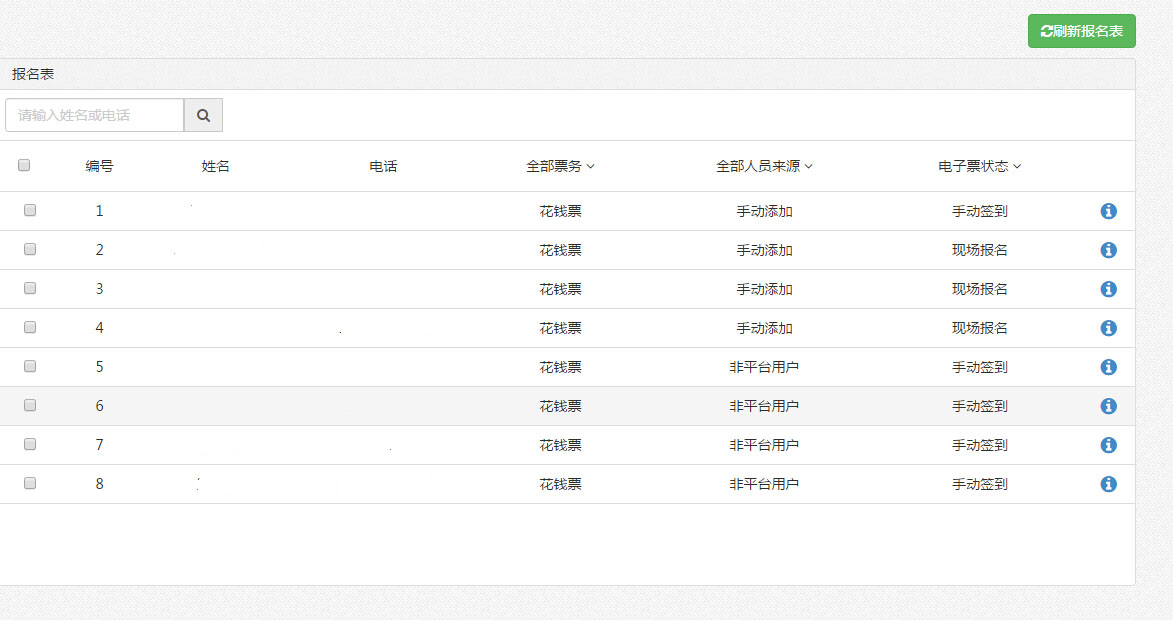 刷新报名表
报名表
请输入姓名或电话
编号 姓名 电话 全部票务 全部人员来源 电子票状态
1 花钱票 手动添加 手动签到
2 花钱票 手动添加 现场报名
3 花钱票 手动添加 现场报名
4 花钱票 手动添加 现场报名
5 花钱票 非平台用户 手动签到
6 花钱票 非平台用户 手动签到
7 花钱票 非平台用户 手动签到
8 花钱票 非平台用户 手动签到